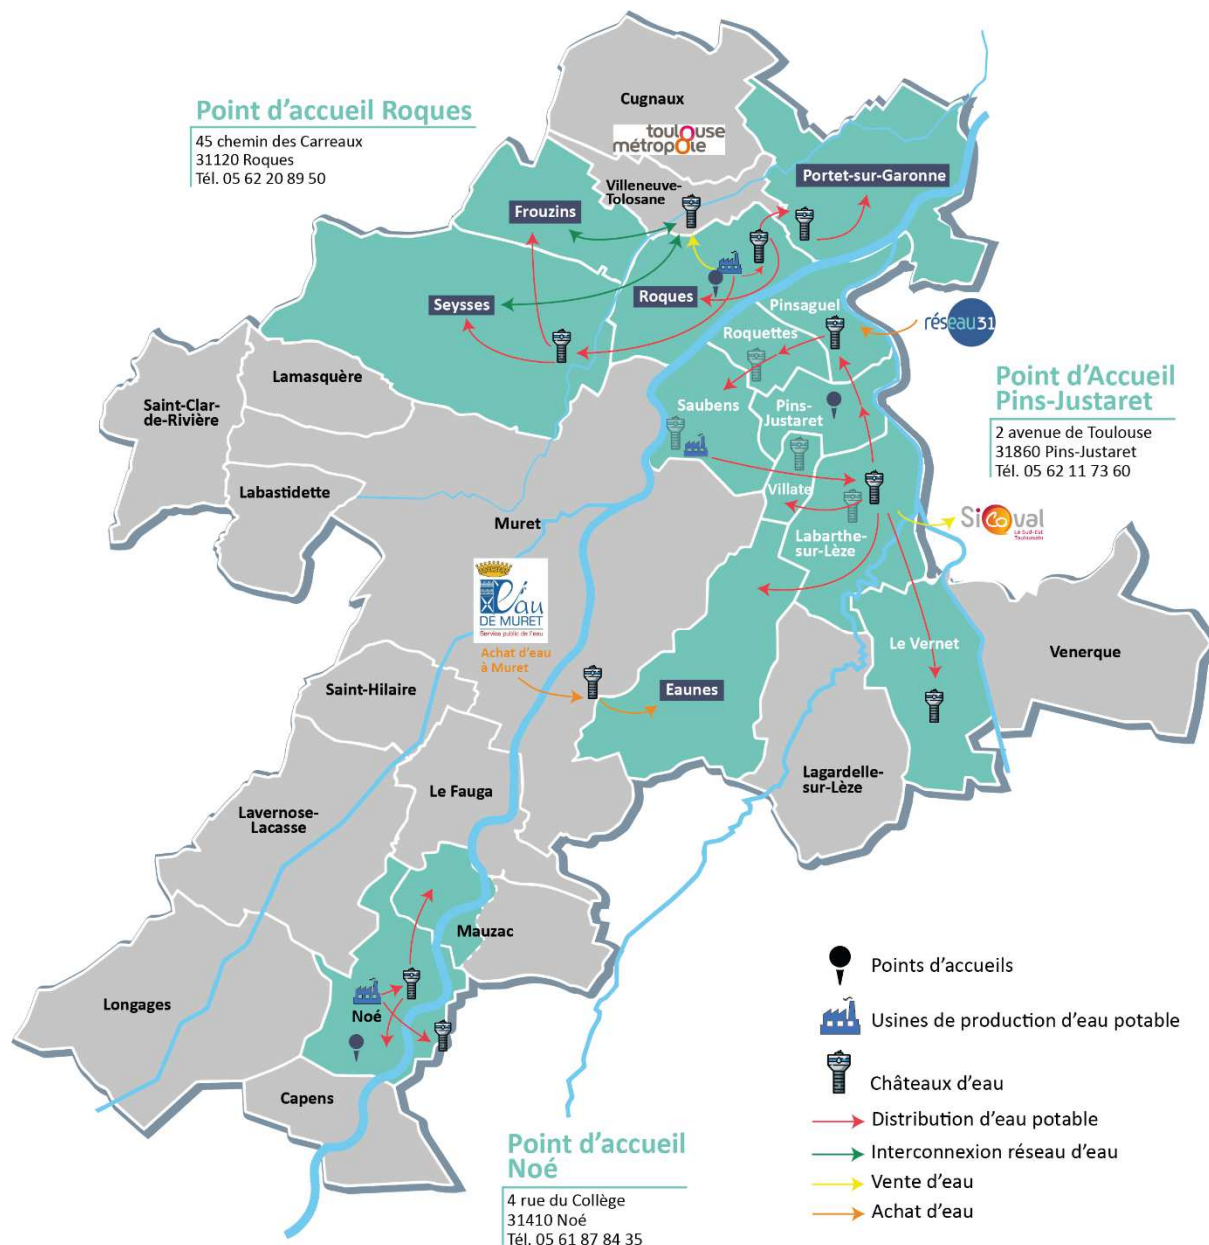 Cugnaux
toulouse
métropole
Point d'accueil Roques
45 chemin des Carreaux
31120 Roques
Tél. 05 62 20 89 50
Villeneuve-
Tolosane
Portet-sur-Garonne
Frouzins
Seysses
Roques
Pinsaguel
réseau31
Roquettes
Lamasquère
Saint-Clar-
de-Rivière
Saubens
Pins-
Justaret
Point d'Accueil
Pins-Justaret
2 avenue de Toulouse
31860 Pins-Justaret
Tél. 05 62 11 73 60
Labastidette
Villate
Muret
Labarthe-
sur-Lèze
Sicoval
Le Sud-Est
Toulousain
eau
DE MURET
Service public de l'eau
Achat d'eau
à Muret
Le Vernet
Venerque
Saint-Hilaire
Eaunes
Lagardelle-
sur-Lèze
Le Fauga
Lavernose-
Lacasse
Mauzac
Longages
Noé
Capens
Point d'accueil
Noé
4 rue du Collège
31410 Noé
Tél. 05 61 87 84 35
Points d'accueils
Usines de production d'eau potable
Châteaux d'eau
Distribution d'eau potable
Interconnexion réseau d'eau
Vente d'eau
Achat d'eau